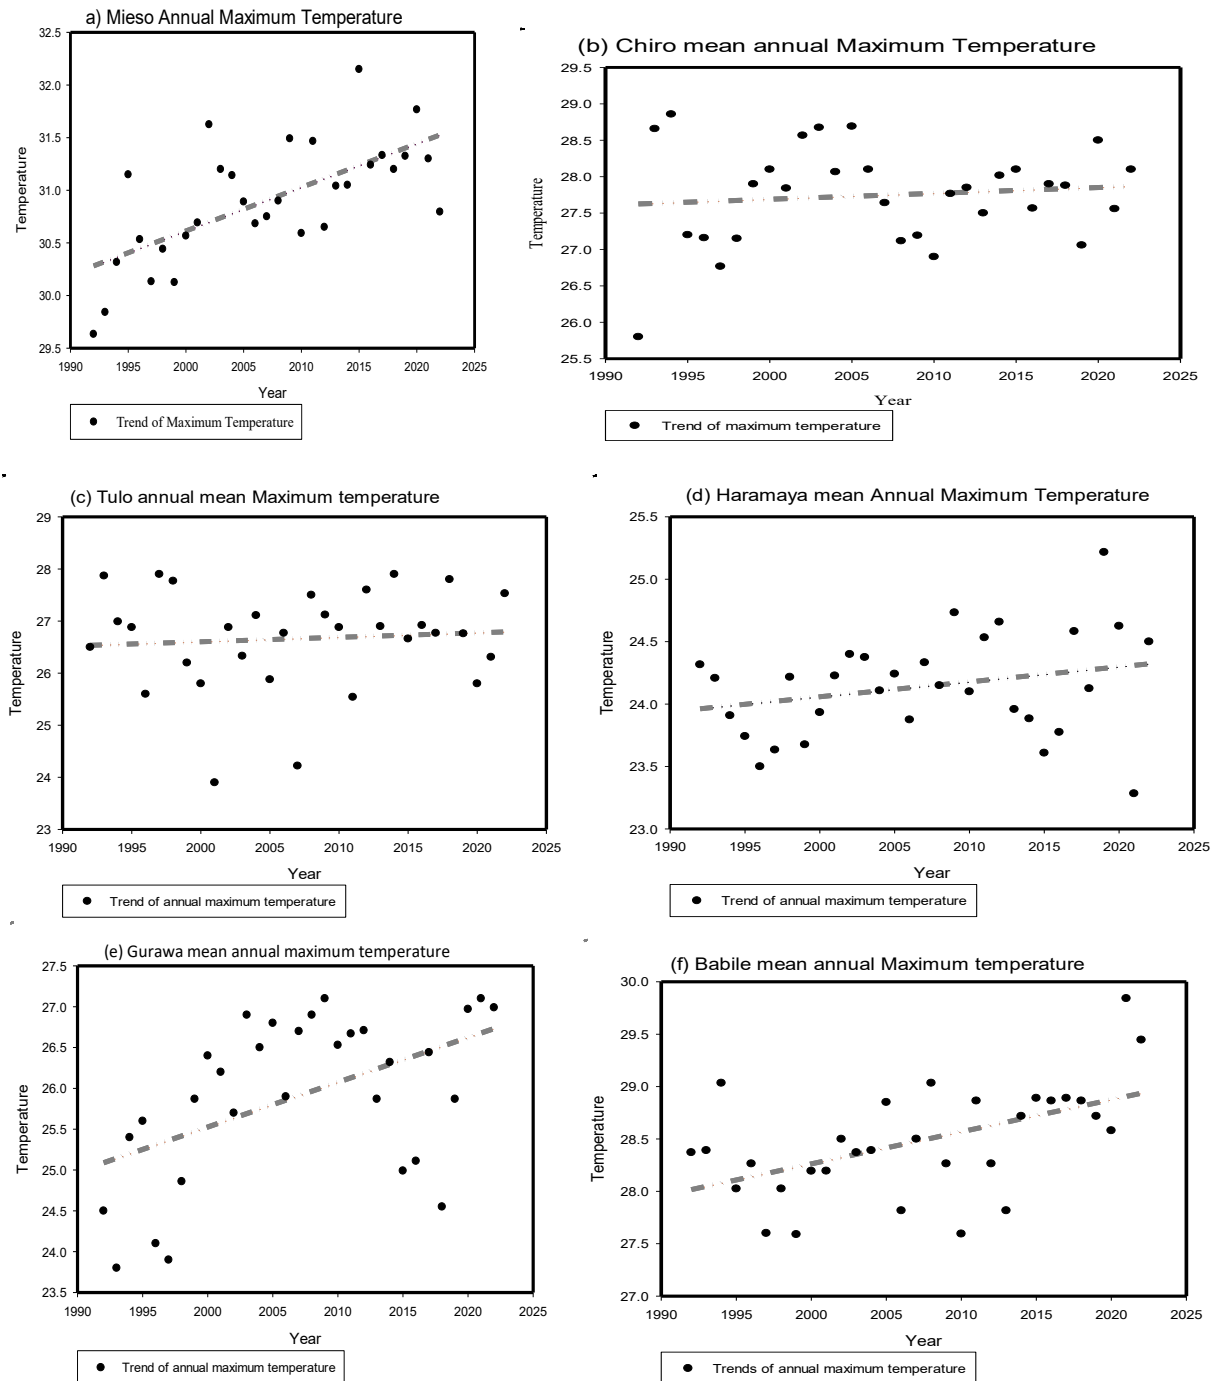 a) Mieso Annual Maximum Temperature
32.5
32.0
31.5
31.0
30.5
30.0
29.5
Temperature
1990 1995 2000 2005 2010 2015 2020 2025
Year
Trend of Maximum Temperature
(b) Chiro mean annual Maximum Temperature
29.5
29.0
28.5
28.0
27.5
27.0
26.5
26.0
25.5
Temperature
1990 1995 2000 2005 2010 2015 2020 2025
Year
Trend of maximum temperature
(c) Tulo annual mean Maximum temperature
29
28
27
26
25
24
23
Temperature
1990 1995 2000 2005 2010 2015 2020 2025
Year
Trend of annual maximum temperature
(d) Haramaya mean Annual Maximum Temperature
25.5
25.0
24.5
24.0
23.5
23.0
Temperature
1990 1995 2000 2005 2010 2015 2020 2025
Year
Trend of annual maximum temperature
(e) Gurawa mean annual maximum temperature
27.5
27.0
26.5
26.0
25.5
25.0
24.5
24.0
23.5
Temperature
1990 1995 2000 2005 2010 2015 2020 2025
Year
Trend of annual maximum temperature
(f) Babile mean annual Maximum temperature
30.0
29.5
29.0
28.5
28.0
27.5
27.0
Temperature
1990 1995 2000 2005 2010 2015 2020 2025
Year
Trends of annual maximum temperature